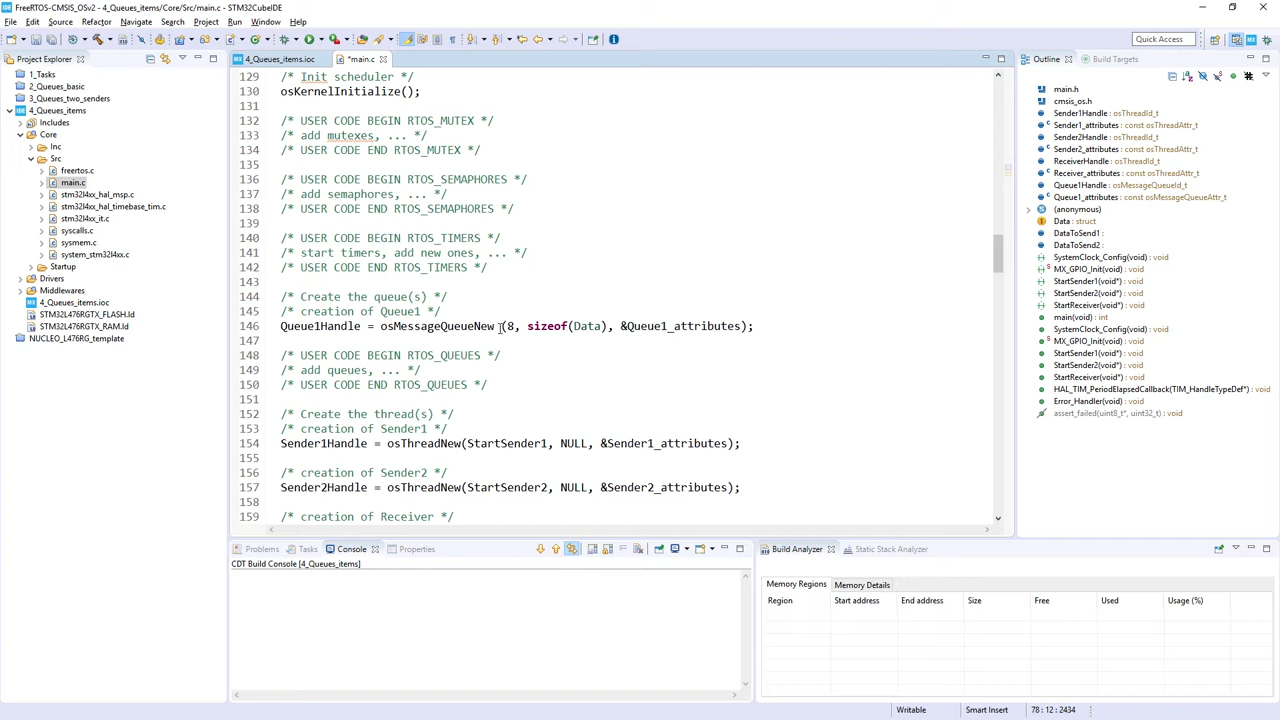 FreeRTOS-CMSIS_OSv2 - 4_Queues_items/Core/Src/main.c - STM32CubeIDE
File Edit Source Refactor Navigate Search Project Run Window Help
Quick Access
Project Explorer
1_Tasks
2_Queues_basic
3_Queues_two_senders
4_Queues_items
Includes
Core
Inc
Src
freertos.c
main.c
stm32l4xx_hal_msp.c
stm32l4xx_hal_timebase_tim.c
stm32l4xx_it.c
syscalls.c
sysmem.c
system_stm32l4xx.c
Startup
Drivers
Middlewares
4_Queues_items.ioc
STM32L476RGTX_FLASH.ld
STM32L476RGTX_RAM.ld
NUCLEO_L476RG_template
4_Queues_items.ioc *main.c
129 /* Init scheduler */
130 osKernelInitialize();
131
132 /* USER CODE BEGIN RTOS_MUTEX */
133 /* add mutexes, ... */
134 /* USER CODE END RTOS_MUTEX */
135
136 /* USER CODE BEGIN RTOS_SEMAPHORES */
137 /* add semaphores, ... */
138 /* USER CODE END RTOS_SEMAPHORES */
139
140 /* USER CODE BEGIN RTOS_TIMERS */
141 /* start timers, add new ones, ... */
142 /* USER CODE END RTOS_TIMERS */
143
144 /* Create the queue(s) */
145 /* creation of Queue1 */
146 Queue1Handle = osMessageQueueNew (8, sizeof(Data), &Queue1_attributes);
147
148 /* USER CODE BEGIN RTOS_QUEUES */
149 /* add queues, ... */
150 /* USER CODE END RTOS_QUEUES */
151
152 /* Create the thread(s) */
153 /* creation of Sender1 */
154 Sender1Handle = osThreadNew(StartSender1, NULL, &Sender1_attributes);
155
156 /* creation of Sender2 */
157 Sender2Handle = osThreadNew(StartSender2, NULL, &Sender2_attributes);
158
159 /* creation of Receiver */
Outline Build Targets
main.h
cmsis_os.h
Sender1Handle : osThreadId_t
Sender1_attributes : const osThreadAttr_t
Sender2Handle : osThreadId_t
Sender2_attributes : const osThreadAttr_t
ReceiverHandle : osThreadId_t
Receiver_attributes : const osThreadAttr_t
Queue1Handle : osMessageQueueId_t
Queue1_attributes : const osMessageQueueAttr_t
(anonymous)
Data : struct
DataToSend1 :
DataToSend2 :
SystemClock_Config(void) : void
MX_GPIO_Init(void) : void
StartSender1(void*) : void
StartSender2(void*) : void
StartReceiver(void*) : void
main(void) : int
SystemClock_Config(void) : void
MX_GPIO_Init(void) : void
StartSender1(void*) : void
StartSender2(void*) : void
StartReceiver(void*) : void
HAL_TIM_PeriodElapsedCallback(TIM_HandleTypeDef*) : void
Error_Handler(void) : void
assert_failed(uint8_t*, uint32_t) : void
Problems Tasks Console Properties
CDT Build Console [4_Queues_items]
Build Analyzer Static Stack Analyzer
Memory Regions Memory Details
Region Start address End address Size Free Used Usage (%)
Writable Smart Insert 78 : 12 : 2434